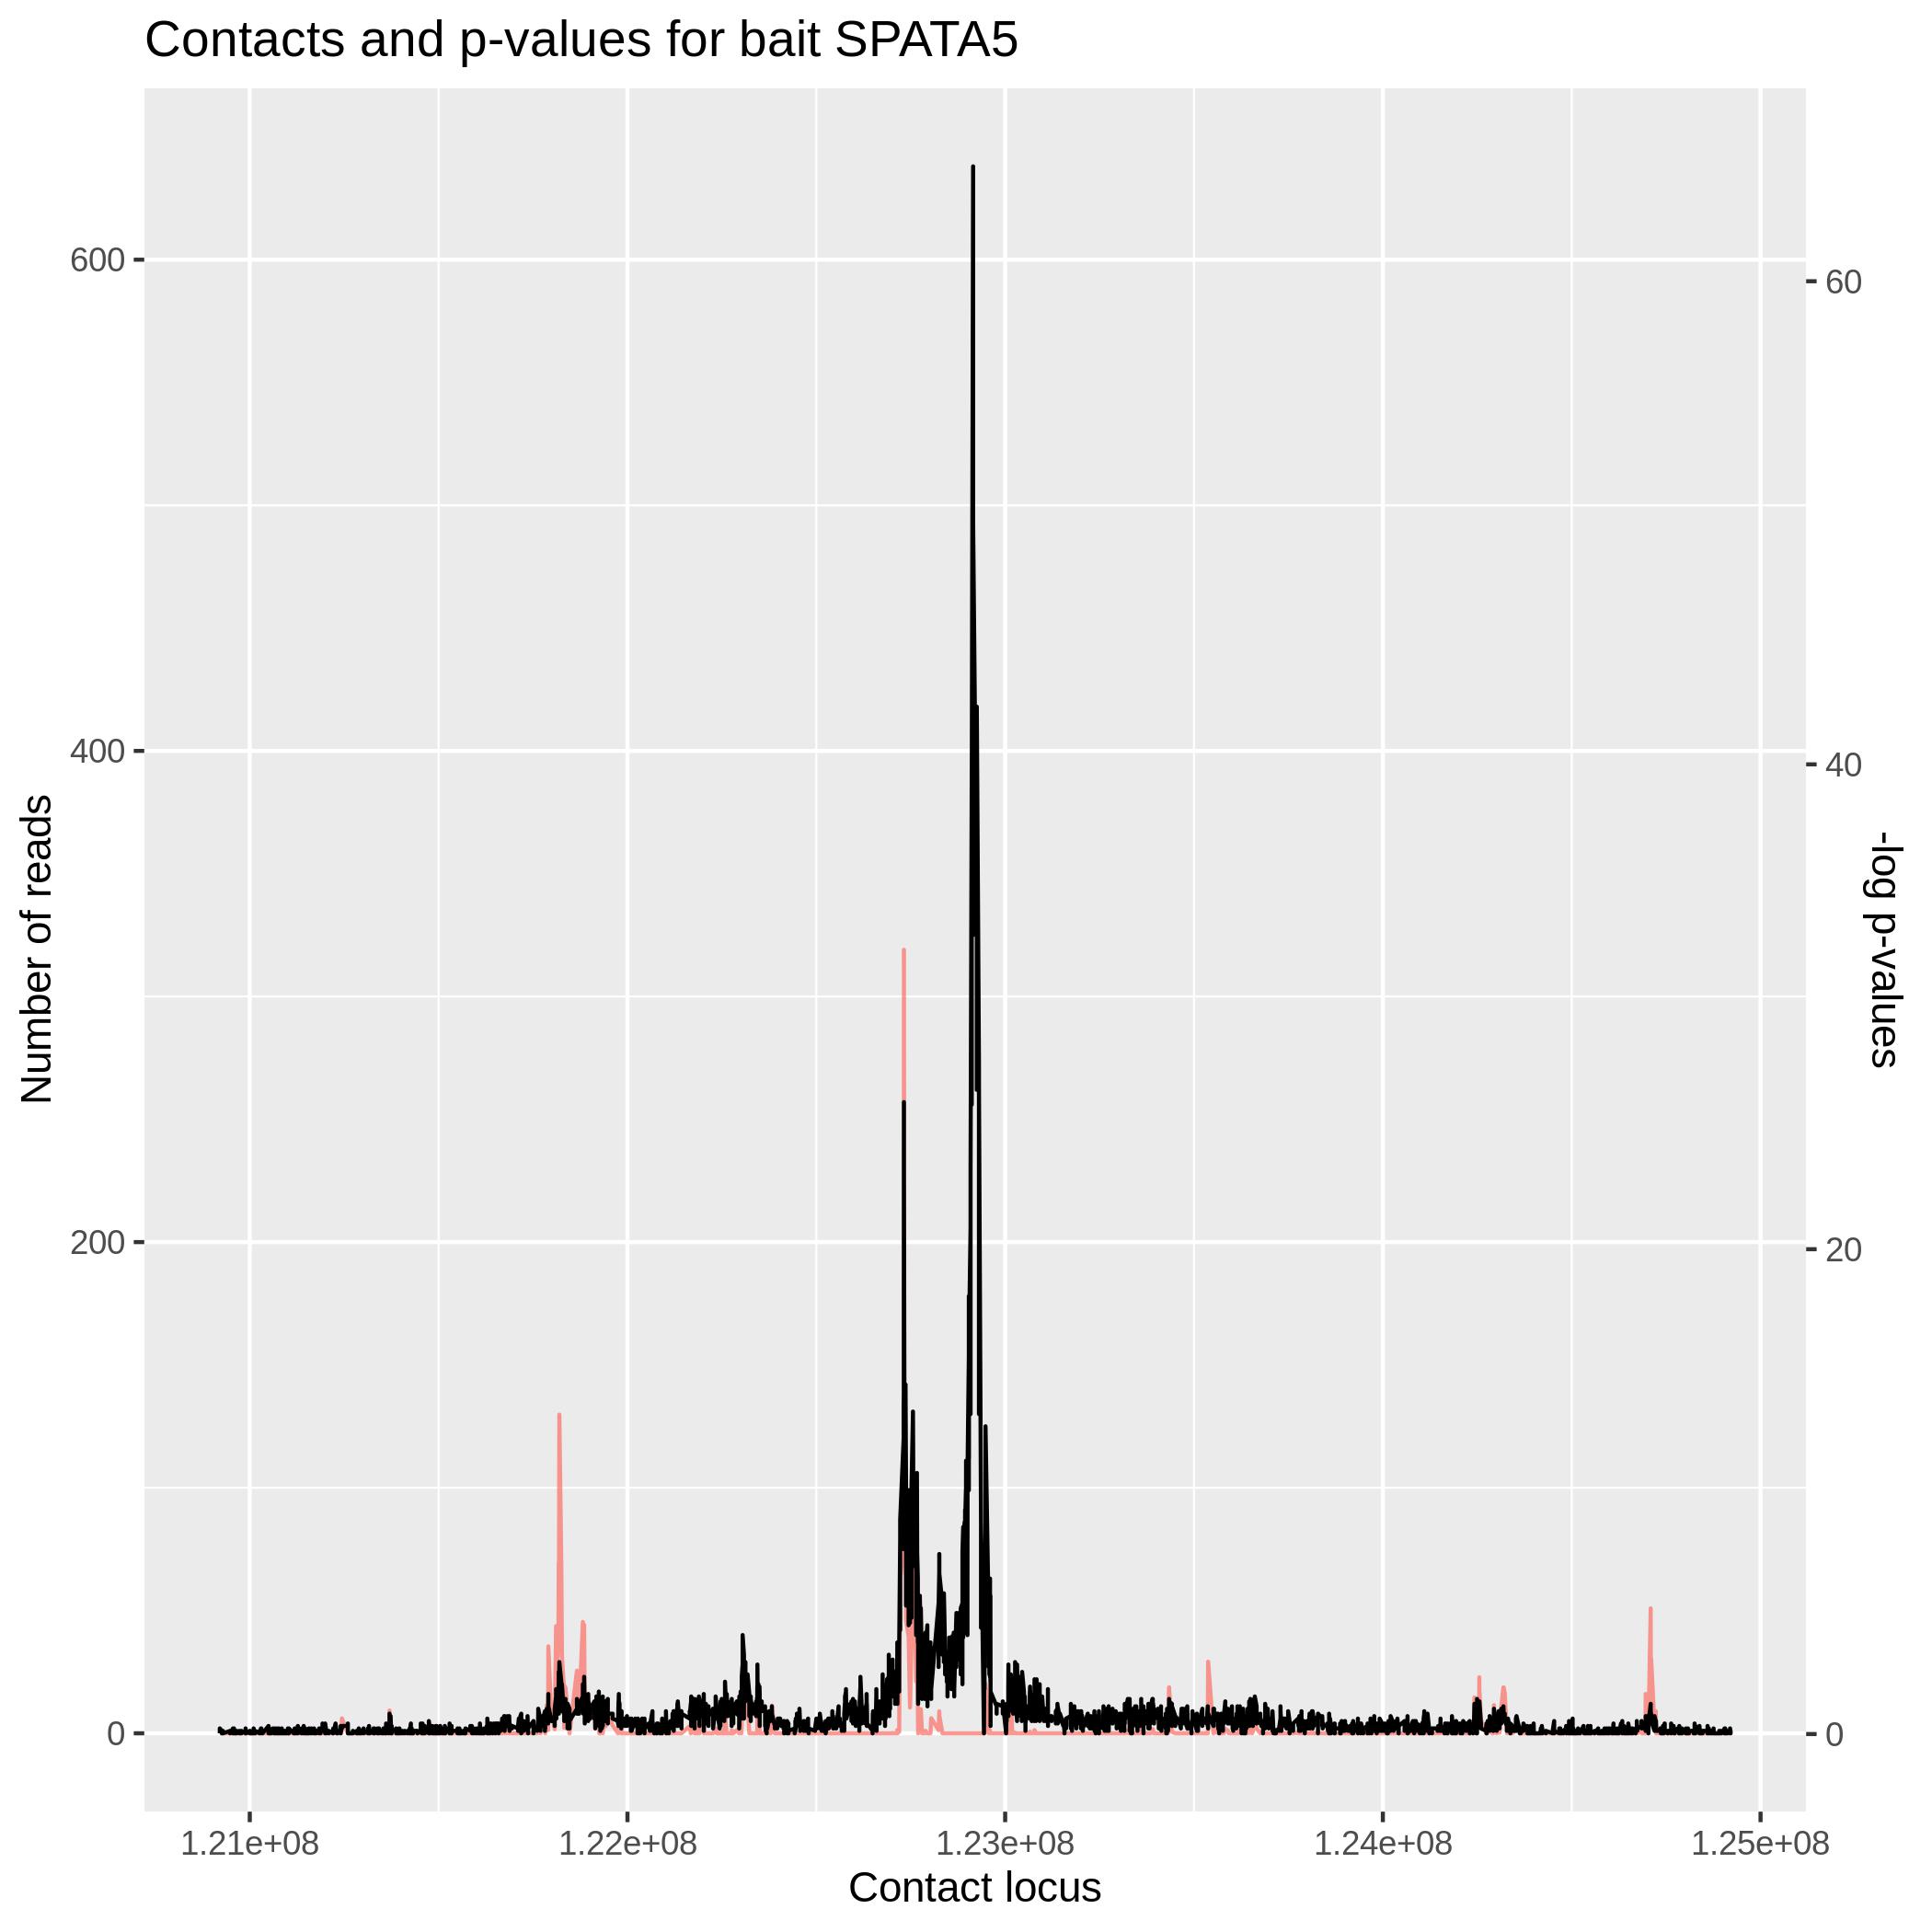 Contacts and p-values for bait SPATA5
600
400
200
0
60
40
20
0
Number of reads
-log p-values
1.21e+08
1.22e+08
1.23e+08
1.24e+08
1.25e+08
Contact locus